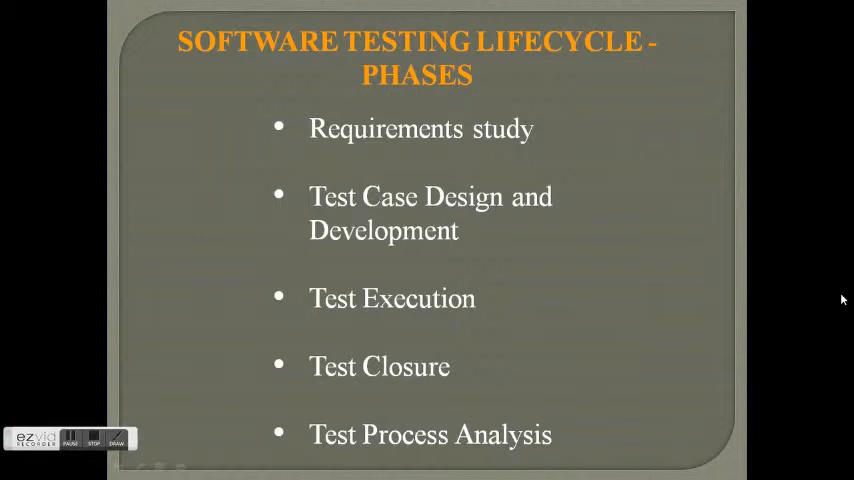 SOFTWARE TESTING LIFECYCLE -
PHASES
• Requirements study
• Test Case Design and
Development
• Test Execution
• Test Closure
• Test Process Analysis
ezvid
RECORDER
PAUSE STOP DRAW